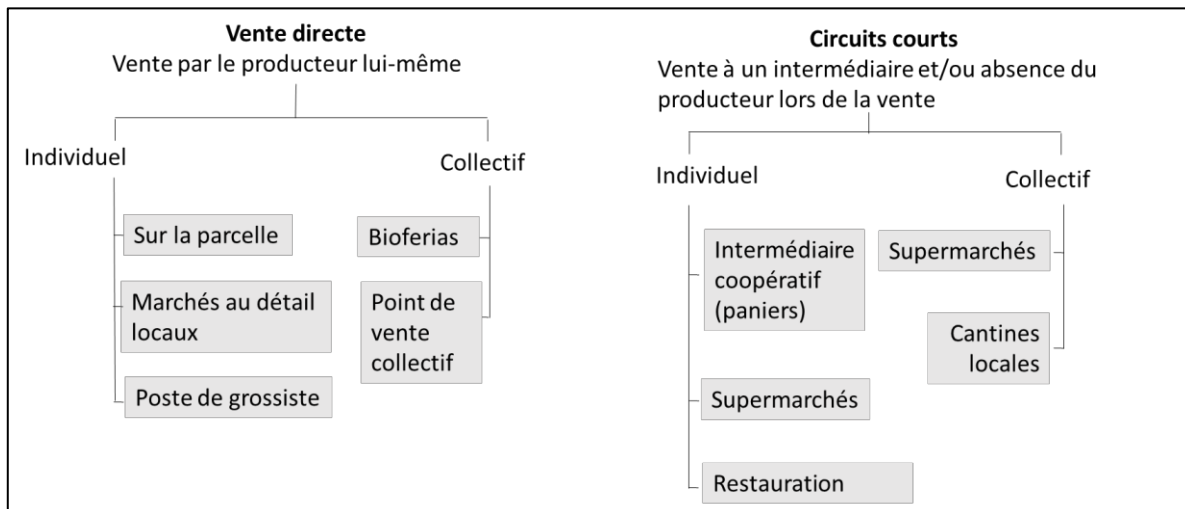 Vente directe
Vente par le producteur lui-même
Individuel
Collectif
Sur la parcelle
Marchés au détail
locaux
Poste de grossiste
Bioferias
Point de
vente
collectif
Circuits courts
Vente à un intermédiaire et/ou absence du
producteur lors de la vente
Individuel
Collectif
Intermédiaire
coopératif
(paniers)
Supermarchés
Restauration
Supermarchés
Cantines
locales